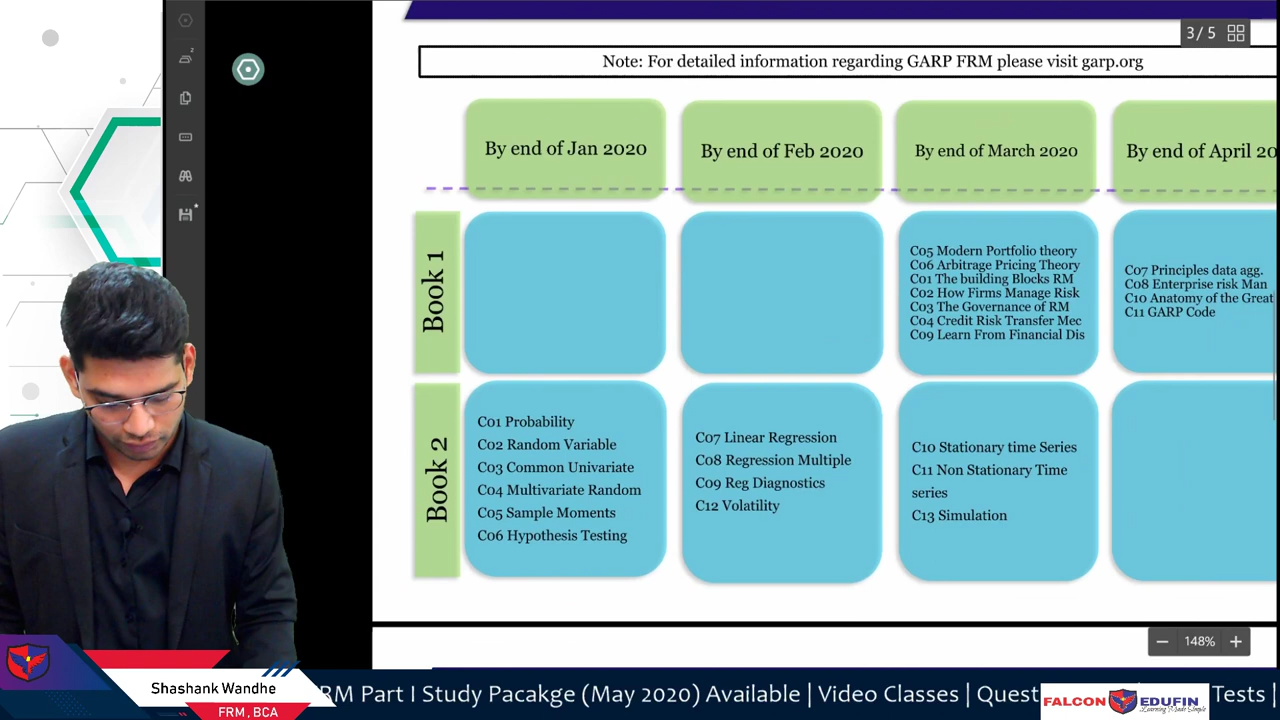 3 / 5
Note: For detailed information regarding GARP FRM please visit garp.org
By end of Jan 2020
By end of Feb 2020
By end of March 2020
By end of April 20
Book 1
C05 Modern Portfolio theory
C06 Arbitrage Pricing Theory
C01 The building Blocks RM
C02 How Firms Manage Risk
C03 The Governance of RM
C04 Credit Risk Transfer Mec
C09 Learn From Financial Dis
C07 Principles data agg.
C08 Enterprise risk Man
C10 Anatomy of the Great
C11 GARP Code
Book 2
C01 Probability
C02 Random Variable
C03 Common Univariate
C04 Multivariate Random
C05 Sample Moments
C06 Hypothesis Testing
C07 Linear Regression
C08 Regression Multiple
C09 Reg Diagnostics
C12 Volatility
C10 Stationary time Series
C11 Non Stationary Time
series
C13 Simulation
2
148%
Shashank Wandhe
FRM, BCA
RM Part I Study Pacakge (May 2020) Available | Video Classes | Quest Tests |
FALCON EDUFIN
Learning Made Simple